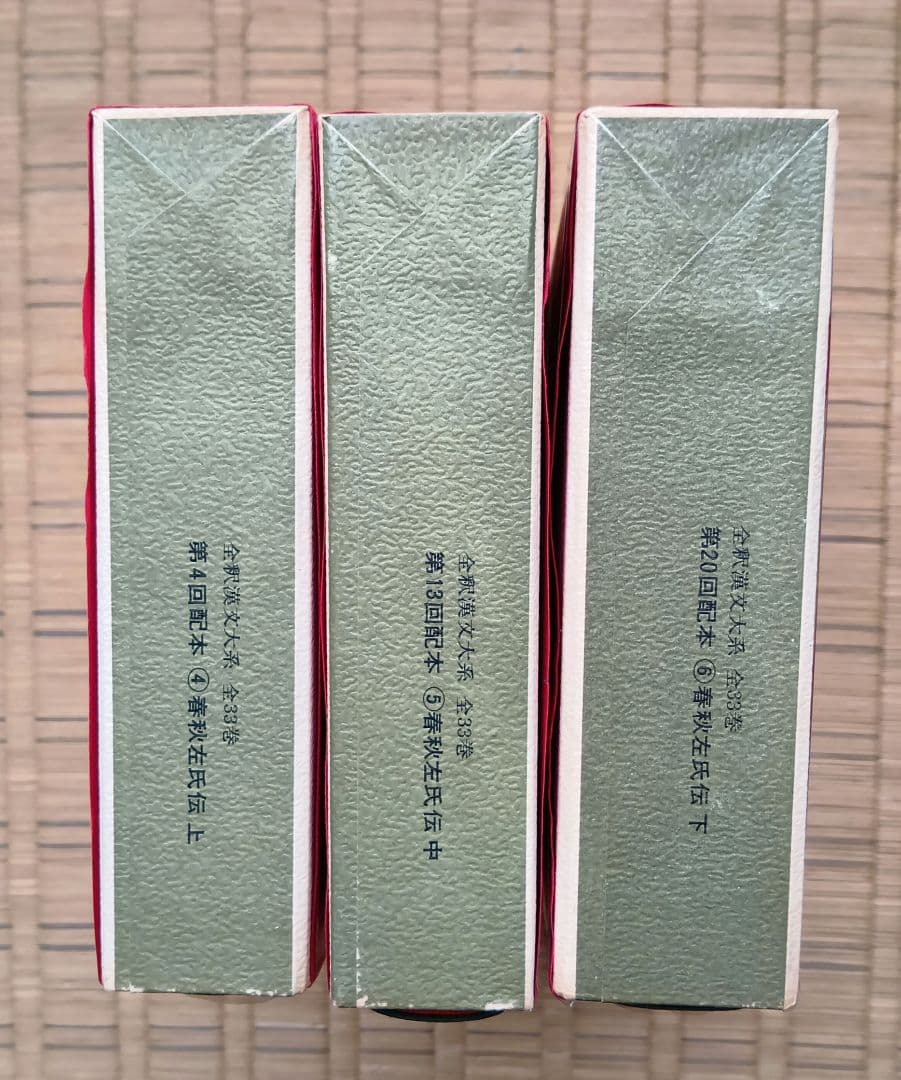 全釈漢文大系 全33巻
第4回配本 ④春秋左氏伝 上
全釈漢文大系 全33巻
第13回配本 ⑤春秋左氏伝 中
全釈漢文大系 全33巻
第20回配本 ⑥春秋左氏伝 下